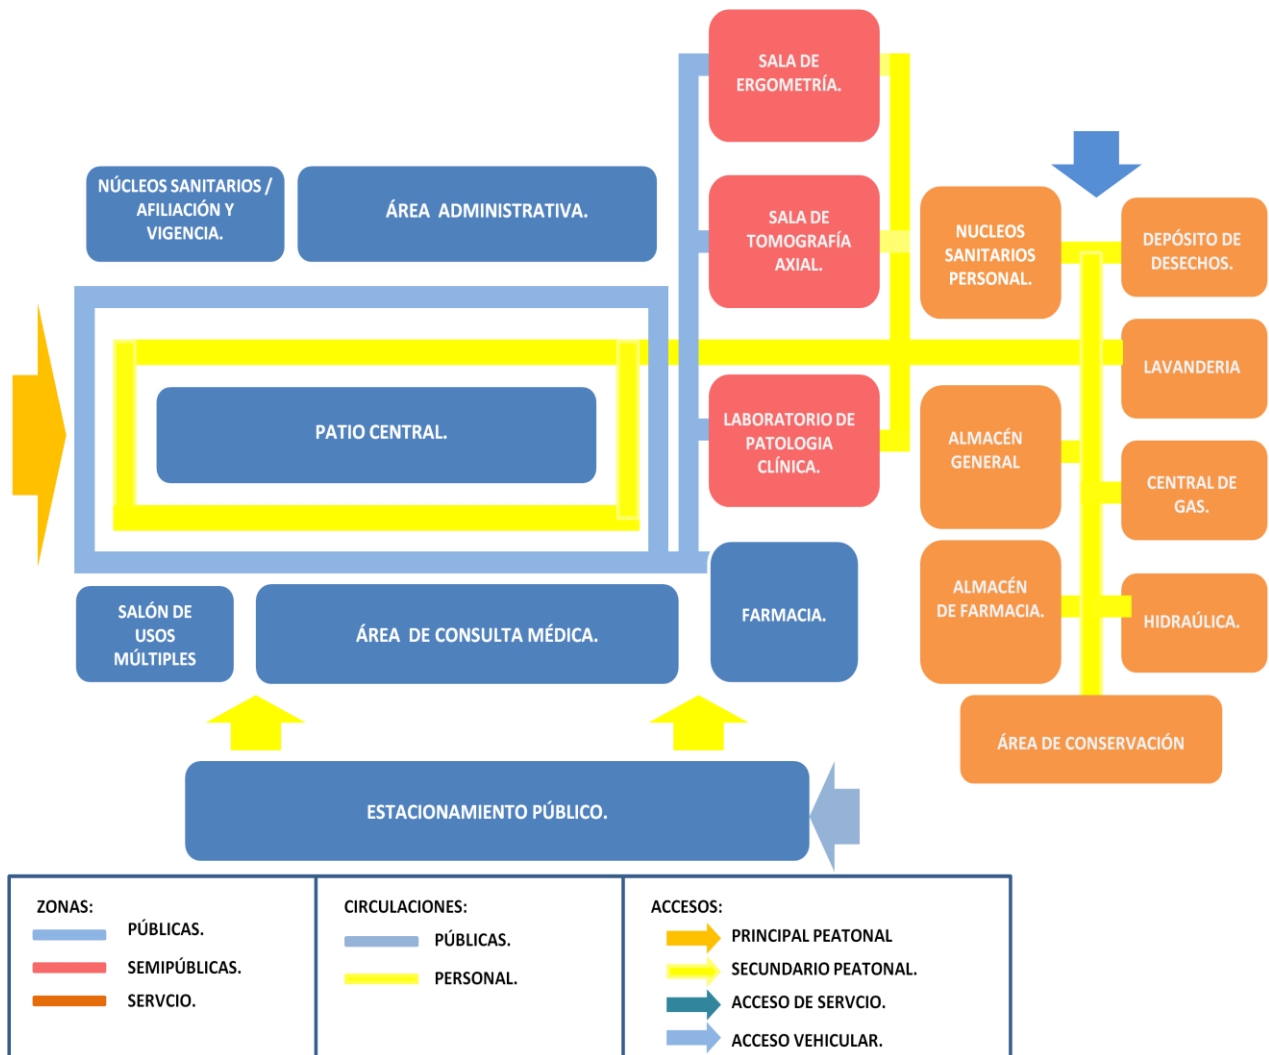 SALA DE
ERGOMETRÍA.
NÚCLEOS SANITARIOS /
AFILIACIÓN Y
VIGENCIA.
ÁREA ADMINISTRATIVA.
SALA DE
TOMOGRAFÍA
AXIAL.
NUCLEOS
SANITARIOS
PERSONAL.
DEPÓSITO DE
DESECHOS.
LAVANDERIA
PATIO CENTRAL.
LABORATORIO DE
PATOLOGIA
CLÍNICA.
ALMACÉN
GENERAL
CENTRAL DE
GAS.
SALÓN DE
USOS
MÚLTIPLES
ÁREA DE CONSULTA MÉDICA.
FARMACIA.
ALMACÉN
DE FARMACIA.
HIDRAÚLICA.
ÁREA DE CONSERVACIÓN
ESTACIONAMIENTO PÚBLICO.
ZONAS:
PÚBLICAS.
SEMIPÚBLICAS.
SERVCIO.
CIRCULACIONES:
PÚBLICAS.
PERSONAL.
ACCESOS:
PRINCIPAL PEATONAL
SECUNDARIO PEATONAL.
ACCESO DE SERVCIO.
ACCESO VEHICULAR.